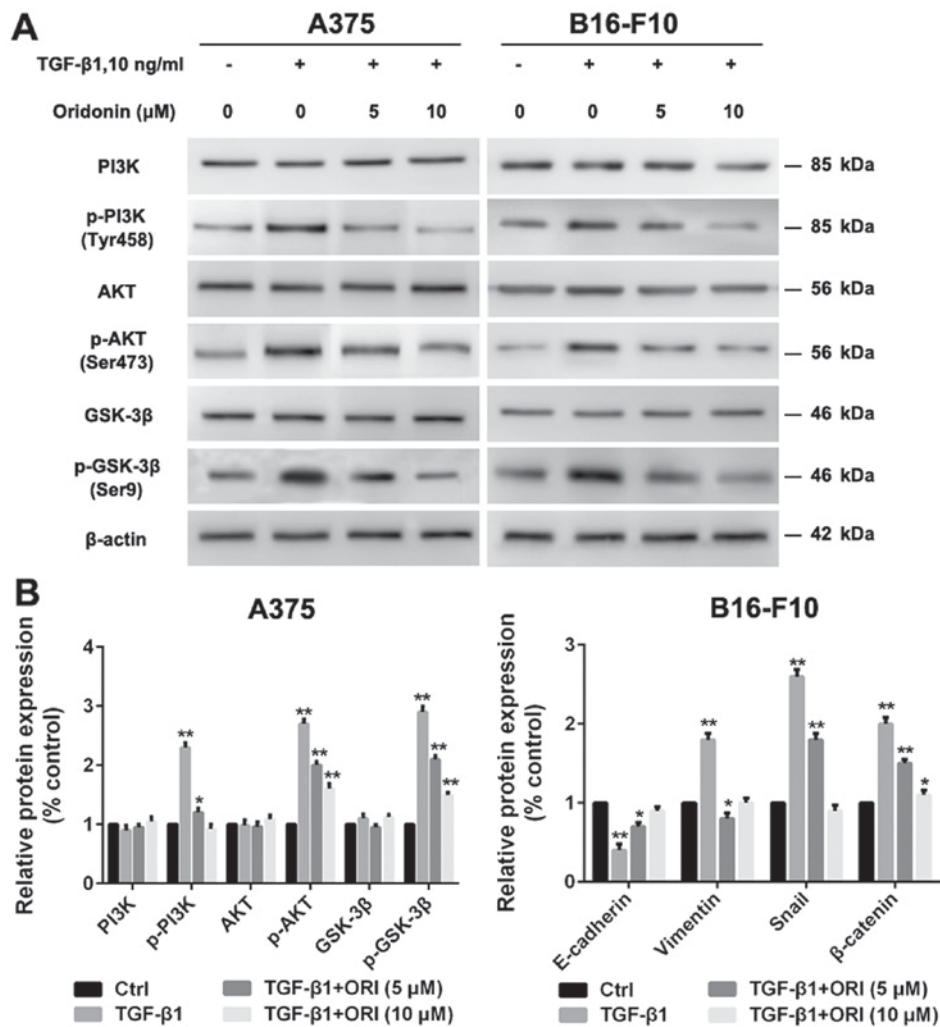 A
A375
B16-F10
TGF-β1,10 ng/ml - + + + - + + +
Oridonin (μM) 0 0 5 10 0 0 5 10
PI3K
85 kDa
p-PI3K
(Tyr458)
85 kDa
AKT
56 kDa
p-AKT
(Ser473)
56 kDa
GSK-3β
46 kDa
p-GSK-3β
(Ser9)
46 kDa
β-actin
42 kDa
B
A375
Relative protein expression
(% control)
4
3
2
1
0
** * ** ** ** ** ** **
PI3K p-PI3K AKT p-AKT GSK-3β p-GSK-3β
Ctrl
TGF-β1
TGF-β1+ORI (5 μM)
TGF-β1+ORI (10 μM)
B16-F10
Relative protein expression
(% control)
3
2
1
0
** * ** * ** ** ** ** *
E-cadherin Vimentin Snail β-catenin
Ctrl
TGF-β1
TGF-β1+ORI (5 μM)
TGF-β1+ORI (10 μM)